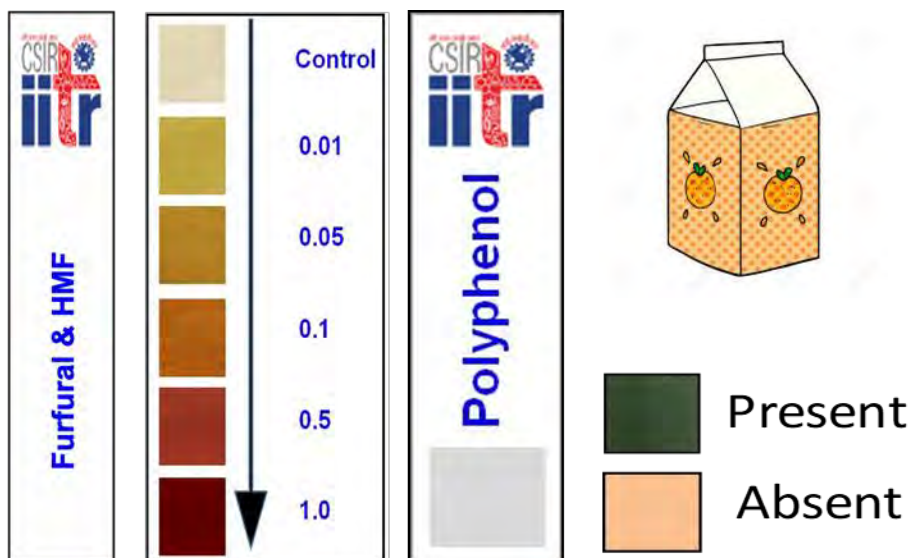 CSIR
iitr
Furfural & HMF
Control
0.01
0.05
0.1
0.5
1.0
CSIR
iitr
Polyphenol
Present
Absent